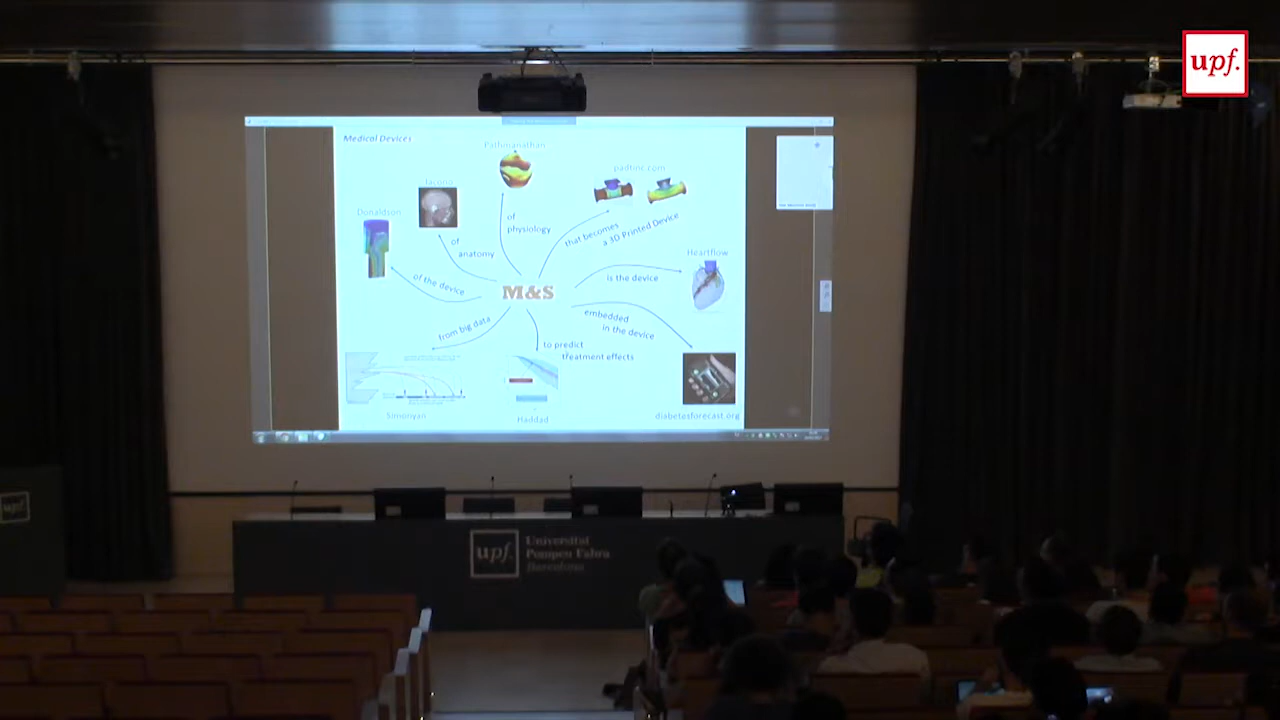 upf.
Medical Devices
Pathmanathan
padtinc.com
Iacono
Donaldson
of
physiology
that becomes
a 3D Printed Device
of
anatomy
Heartflow
is the device
of the device
M&S
embedded
in the device
from big data
to predict
treatment effects
Simonyan
Haddad
diabetesforecast.org
upf.
upf.
Universitat
Pompeu Fabra
Barcelona